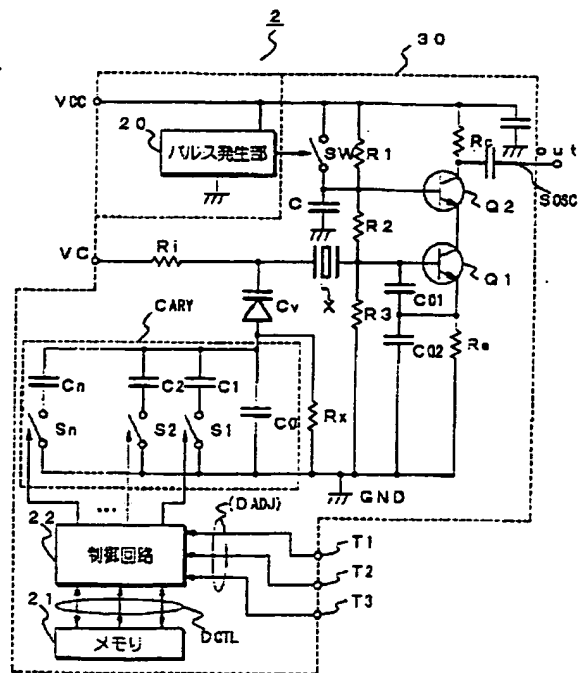 2
30
VCC
20
パルス発生部
SW
R1
Rc
out
SOSC
C
Q2
R2
VC
Ri
Q1
X
C01
CARY
Cv
R3
C02
Re
Cn
C2
C1
C0
Rx
Sn
S2
S1
...
(DADJ)
GND
22
制御回路
T1
T2
T3
21
メモリ
DCTL